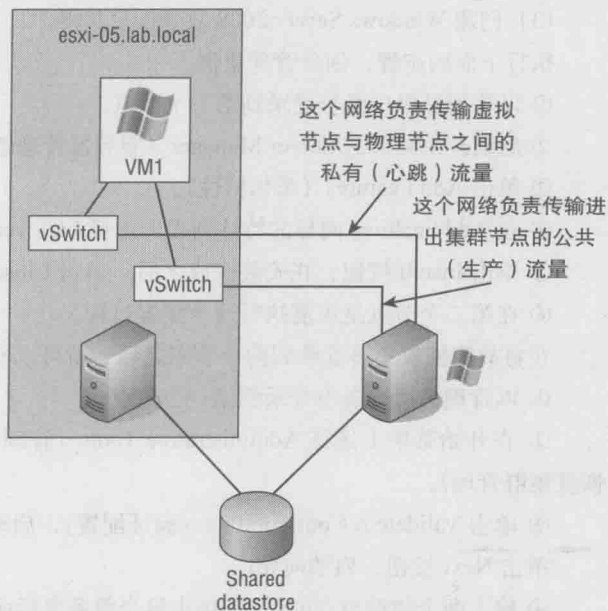 esxi-05.lab.local
VM1
vSwitch
vSwitch
这个网络负责传输虚拟
节点与物理节点之间的
私有（心跳）流量
这个网络负责传输进
出集群节点的公共
（生产）流量
Shared
datastore